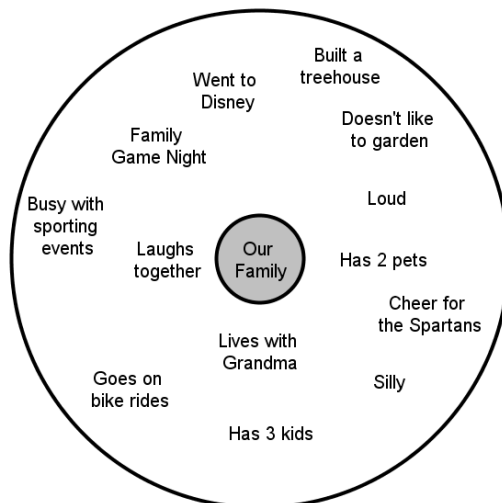 Built a
treehouse
Went to
Disney
Doesn't like
to garden
Family
Game Night
Loud
Busy with
sporting
events
Laughs
together
Our
Family
Has 2 pets
Cheer for
the Spartans
Lives with
Grandma
Goes on
bike rides
Silly
Has 3 kids